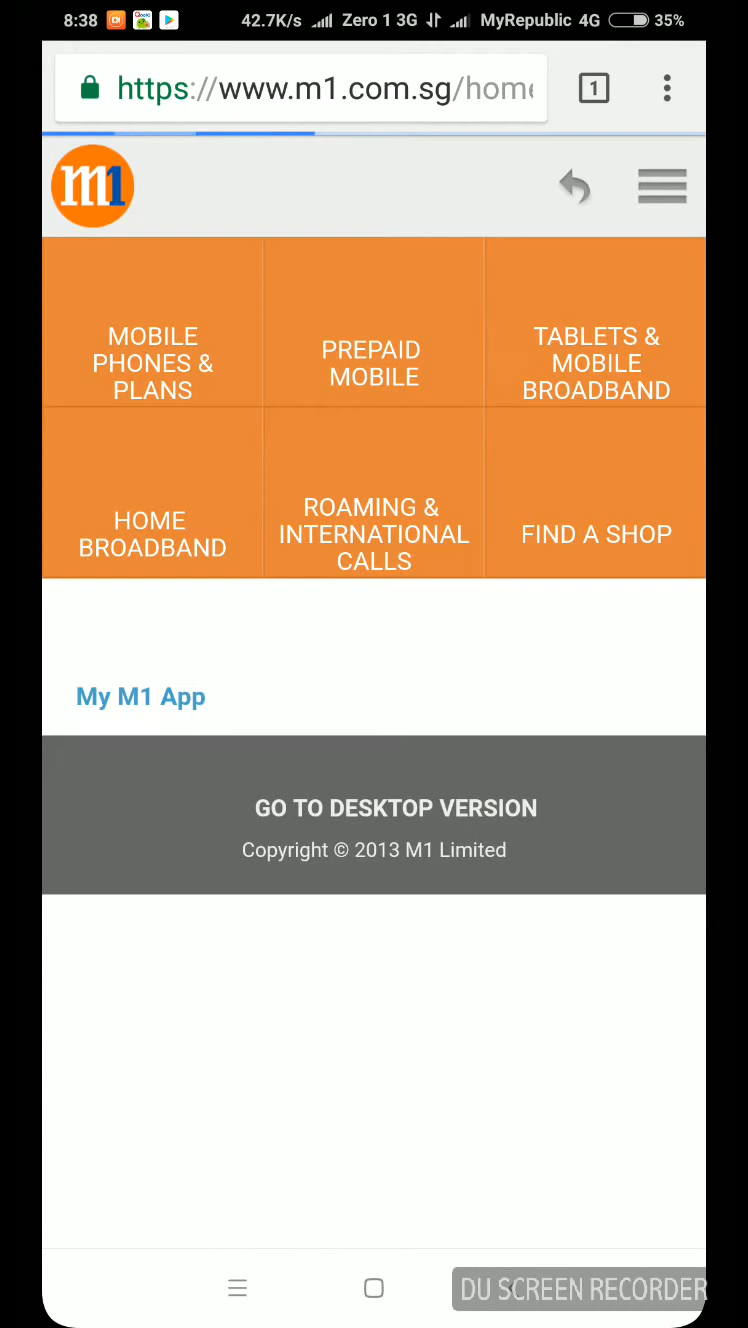 8:38 42.7K/s Zero 1 3G MyRepublic 4G 35%
https://www.m1.com.sg/home
1
m1
MOBILE
PHONES &
PLANS
PREPAID
MOBILE
TABLETS &
MOBILE
BROADBAND
HOME
BROADBAND
ROAMING &
INTERNATIONAL
CALLS
FIND A SHOP
My M1 App
GO TO DESKTOP VERSION
Copyright © 2013 M1 Limited
DU SCREEN RECORDER